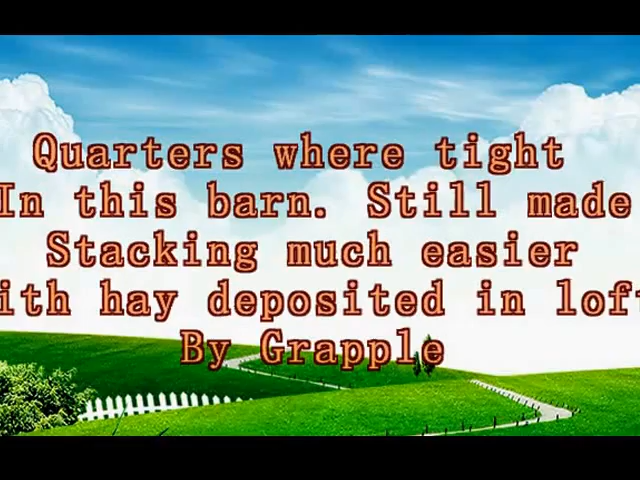 Quarters where tight
In this barn. Still made
Stacking much easier
ith hay deposited in loft
By Grapple